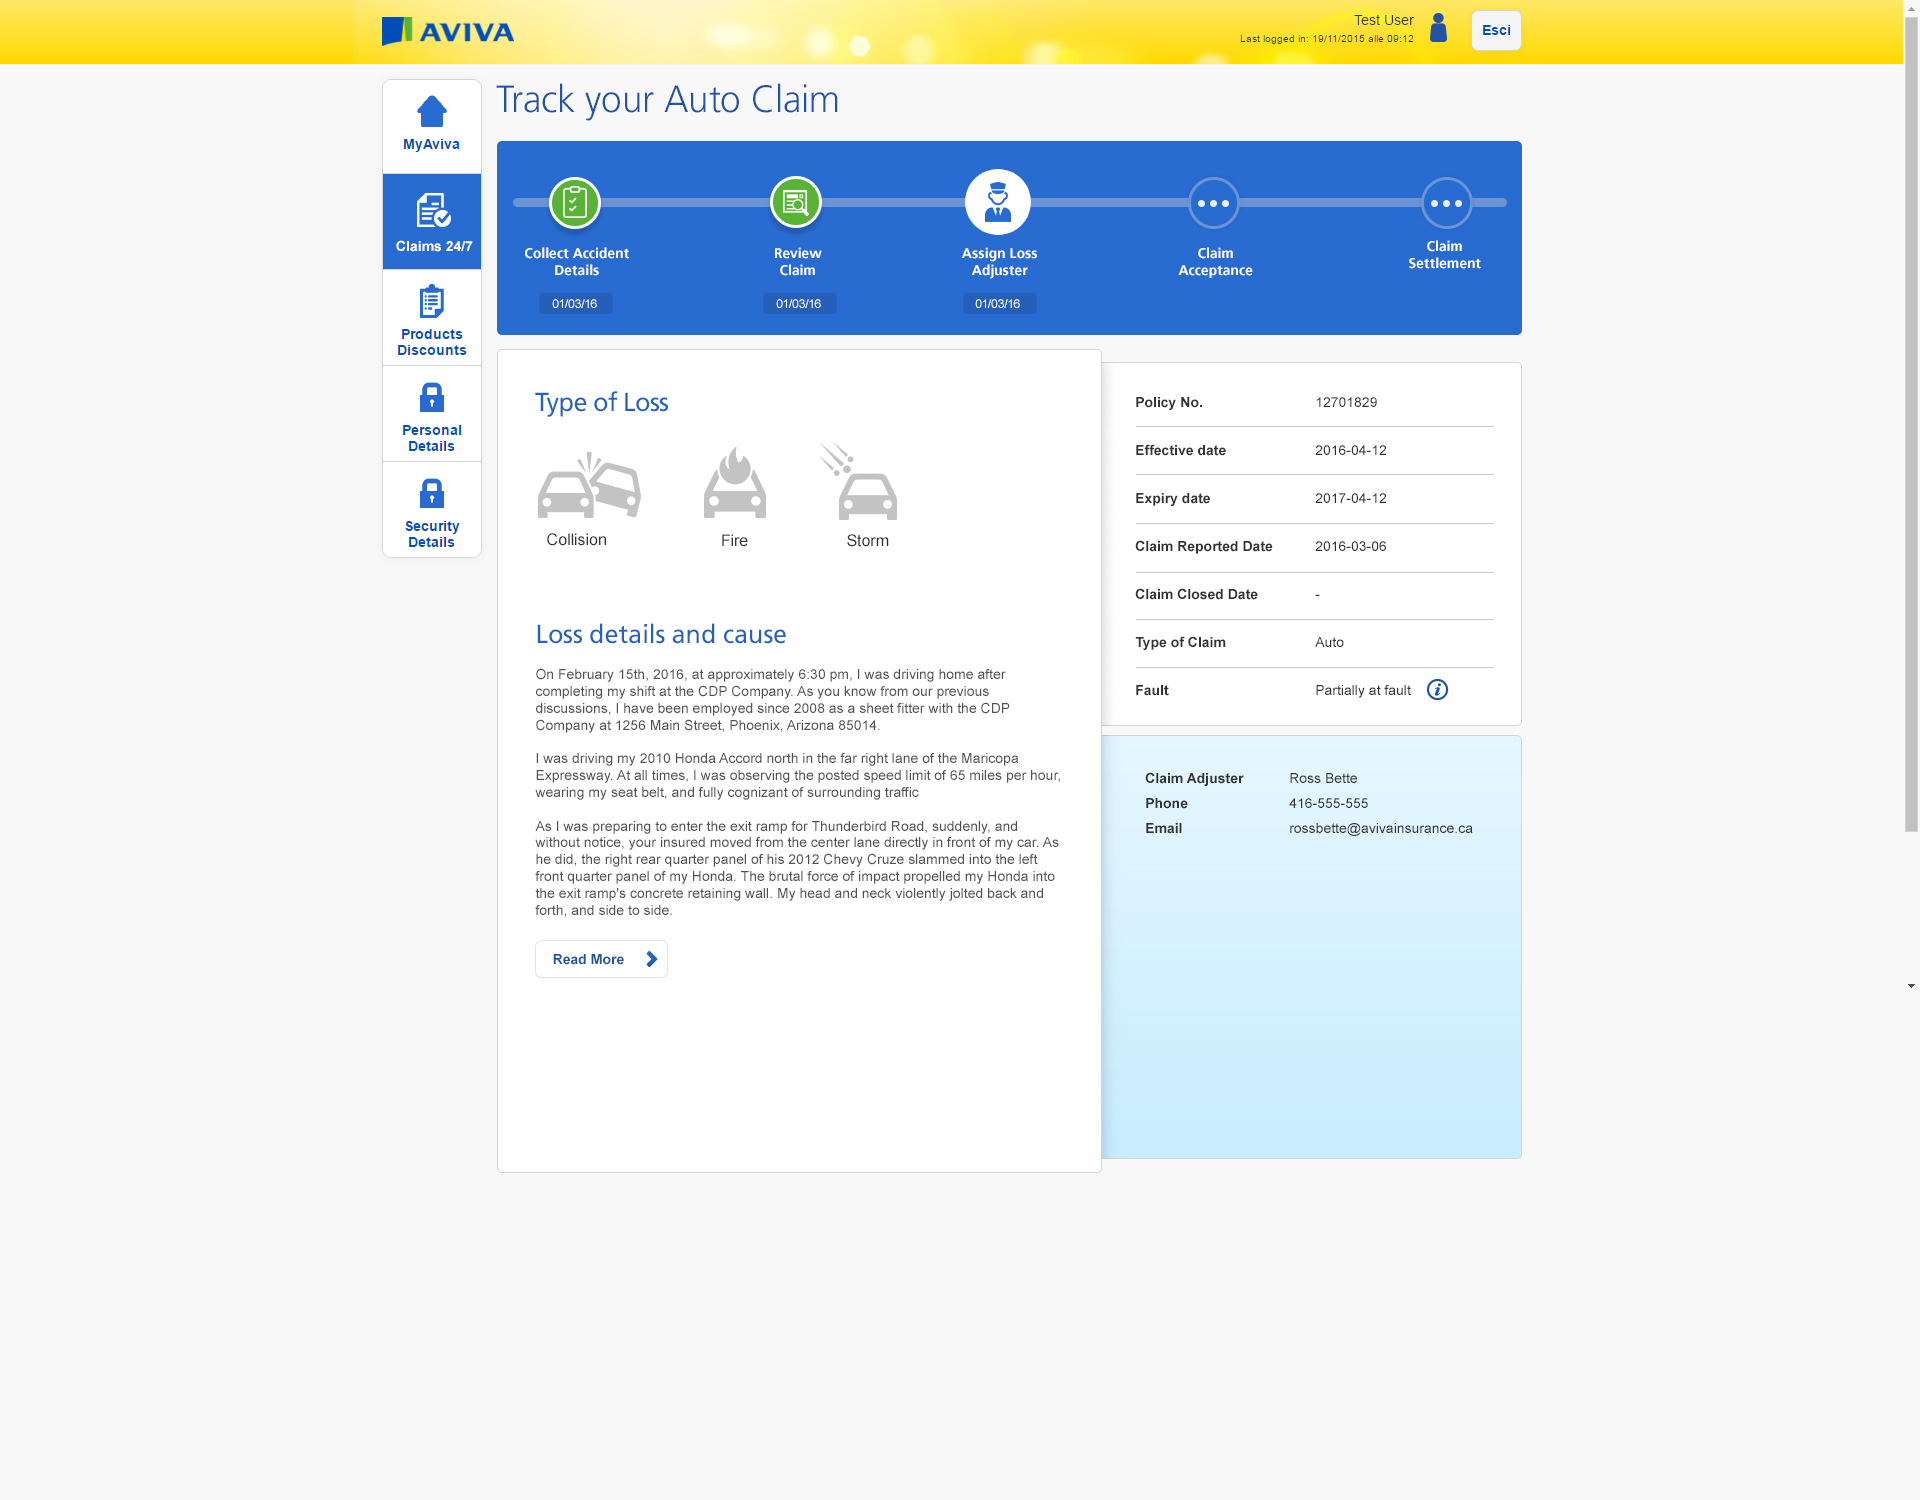 AVIVA
Test User
Last logged in: 19/11/2015 alle 09:12
Esci
MyAviva
Claims 24/7
Products
Discounts
Personal
Details
Security
Details
Track your Auto Claim
Collect Accident
Details
01/03/16
Review
Claim
01/03/16
Assign Loss
Adjuster
01/03/16
Claim
Acceptance
Claim
Settlement
Type of Loss
Collision
Fire
Storm
Loss details and cause
On February 15th, 2016, at approximately 6:30 pm, I was driving home after
completing my shift at the CDP Company. As you know from our previous
discussions, I have been employed since 2008 as a sheet fitter with the CDP
Company at 1256 Main Street, Phoenix, Arizona 85014.
I was driving my 2010 Honda Accord north in the far right lane of the Maricopa
Expressway. At all times, I was observing the posted speed limit of 65 miles per hour,
wearing my seat belt, and fully cognizant of surrounding traffic
As I was preparing to enter the exit ramp for Thunderbird Road, suddenly, and
without notice, your insured moved from the center lane directly in front of my car. As
he did, the right rear quarter panel of his 2012 Chevy Cruze slammed into the left
front quarter panel of my Honda. The brutal force of impact propelled my Honda into
the exit ramp's concrete retaining wall. My head and neck violently jolted back and
forth, and side to side.
Read More
Policy No. 12701829
Effective date 2016-04-12
Expiry date 2017-04-12
Claim Reported Date 2016-03-06
Claim Closed Date -
Type of Claim Auto
Fault Partially at fault i
Claim Adjuster Ross Bette
Phone 416-555-555
Email rossbette@avivainsurance.ca